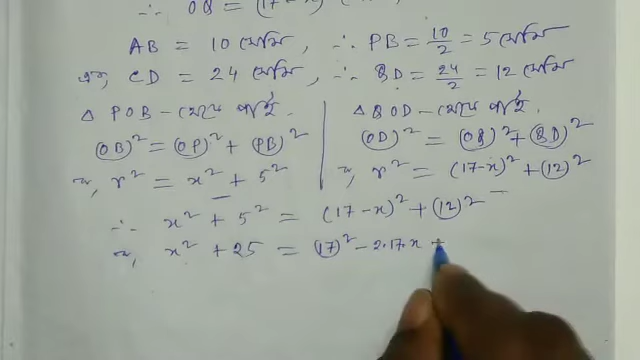 ∴ OQ = (17-x)
AB = 10 সেমি, ∴ PB = 10/2 = 5 সেমি
এবং CD = 24 সেমি, ∴ QD = 24/2 = 12 সেমি
△ POB - থেকে পাই,
(OB)² = (OP)² + (PB)²
বা, r² = x² + 5²
△ QOD - থেকে পাই,
(OD)² = (OQ)² + (QD)²
বা, r² = (17-x)² + (12)²
∴ x² + 5² = (17-x)² + (12)²
বা, x² + 25 = (17)² - 2.17.x +